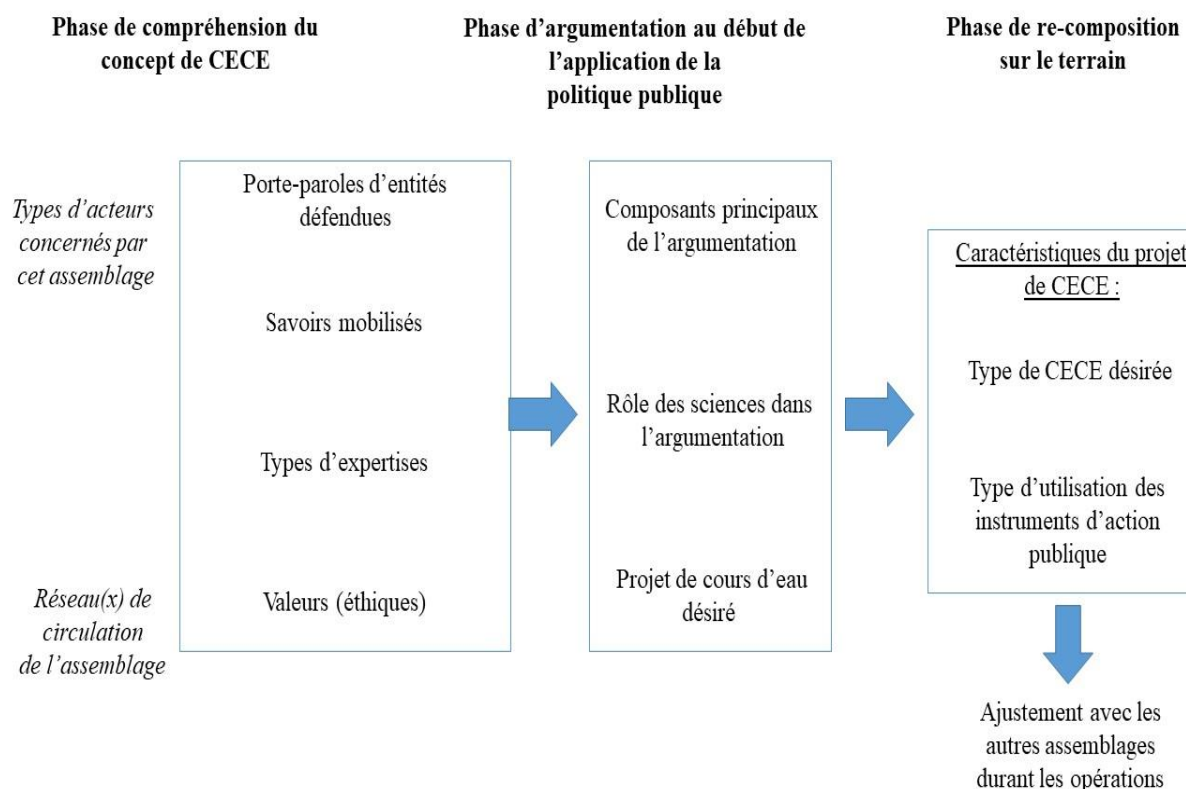 Phase de compréhension du
concept de CECE
Phase d’argumentation au début de
l’application de la
politique publique
Phase de re-composition
sur le terrain
Types d’acteurs
concernés par
cet assemblage
Réseau(x) de
circulation
de l’assemblage
Porte-paroles d’entités
défendues
Savoirs mobilisés
Types d’expertises
Valeurs (éthiques)
Composants principaux
de l’argumentation
Rôle des sciences dans
l’argumentation
Projet de cours d’eau
désiré
Caractéristiques du projet
de CECE :
Type de CECE désirée
Type d’utilisation des
instruments d’action
publique
Ajustement avec les
autres assemblages
durant les opérations